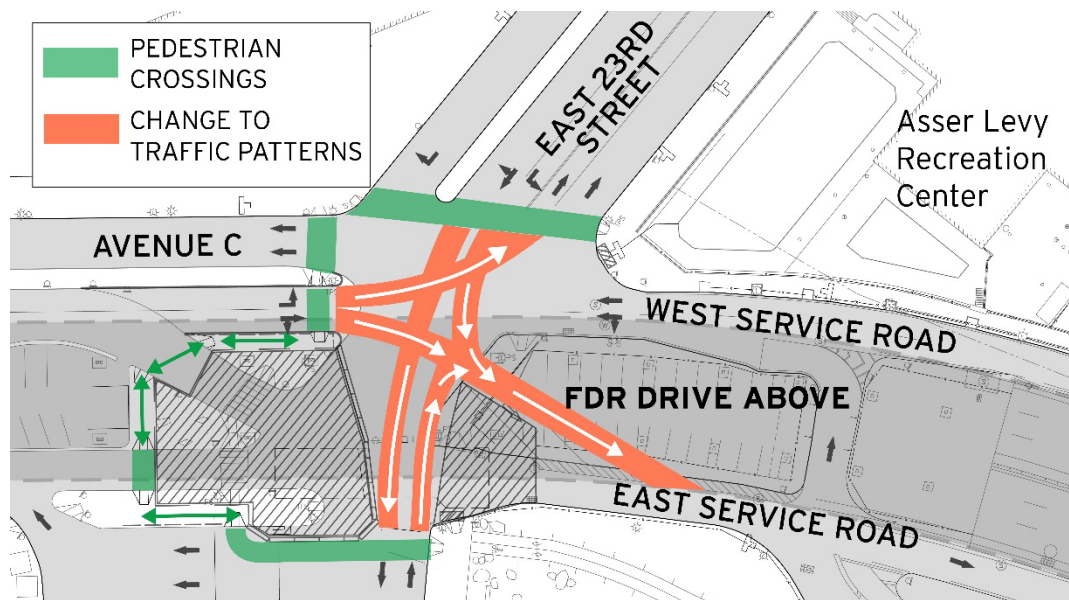 PEDESTRIAN
CROSSINGS
CHANGE TO
TRAFFIC PATTERNS
EAST 23RD
STREET
Asser Levy
Recreation
Center
AVENUE C
WEST SERVICE ROAD
FDR DRIVE ABOVE
EAST SERVICE ROAD